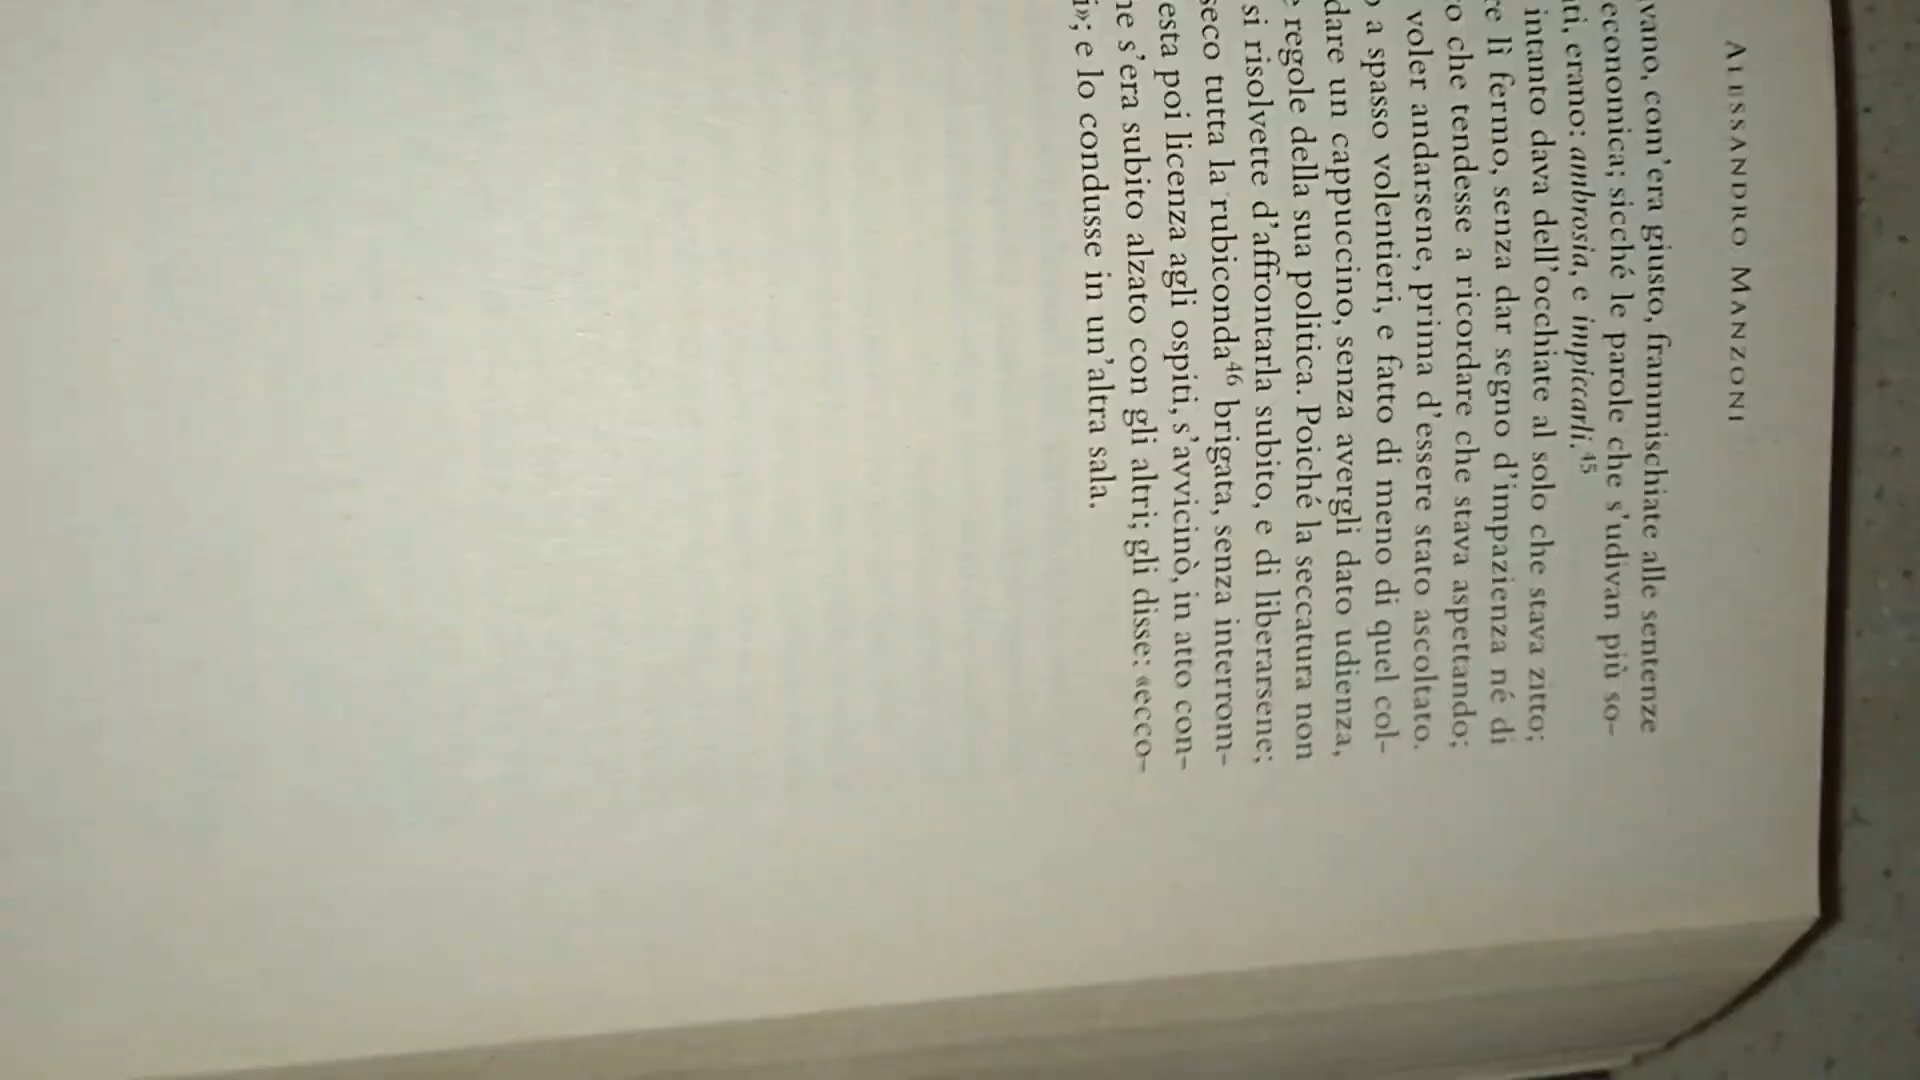 ALESSANDRO MANZONI
vano, com'era giusto, frammischiate alle sentenze
economica; sicché le parole che s'udivan più so-
ti, erano: ambrosia, e impiccarli.45
intanto dava dell'occhiate al solo che stava zitto;
re lì fermo, senza dar segno d'impazienza né di
o che tendesse a ricordare che stava aspettando;
voler andarsene, prima d'essere stato ascoltato.
a spasso volentieri, e fatto di meno di quel col-
dare un cappuccino, senza avergli dato udienza,
e regole della sua politica. Poiché la seccatura non
si risolvette d'affrontarla subito, e di liberarsene;
seco tutta la rubiconda46 brigata, senza interrom-
esta poi licenza agli ospiti, s'avvicinò, in atto con-
ne s'era subito alzato con gli altri; gli disse: «ecco-
i»; e lo condusse in un'altra sala.